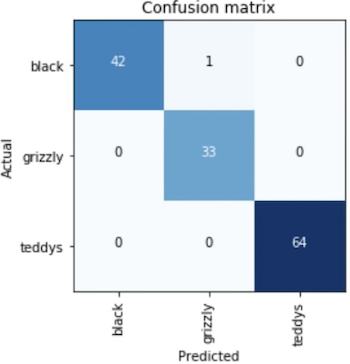 Confusion matrix
Actual
black 42 1 0
grizzly 0 33 0
teddys 0 0 64
black grizzly teddys
Predicted